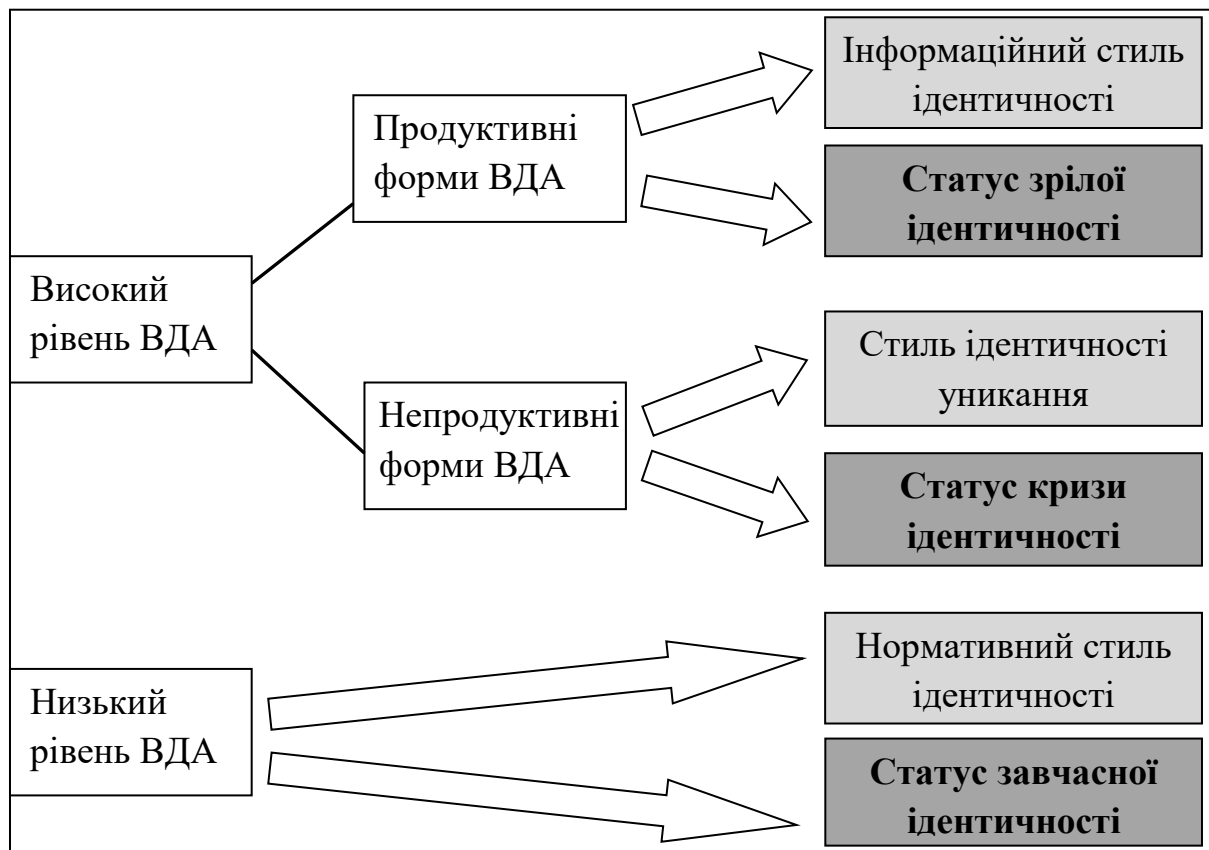 Інформаційний стиль
ідентичності
Продуктивні
форми ВДА
Статус зрілої
ідентичності
Високий
рівень ВДА
Стиль ідентичності
уникання
Непродуктивні
форми ВДА
Статус кризи
ідентичності
Нормативний стиль
ідентичності
Низький
рівень ВДА
Статус завчасної
ідентичності